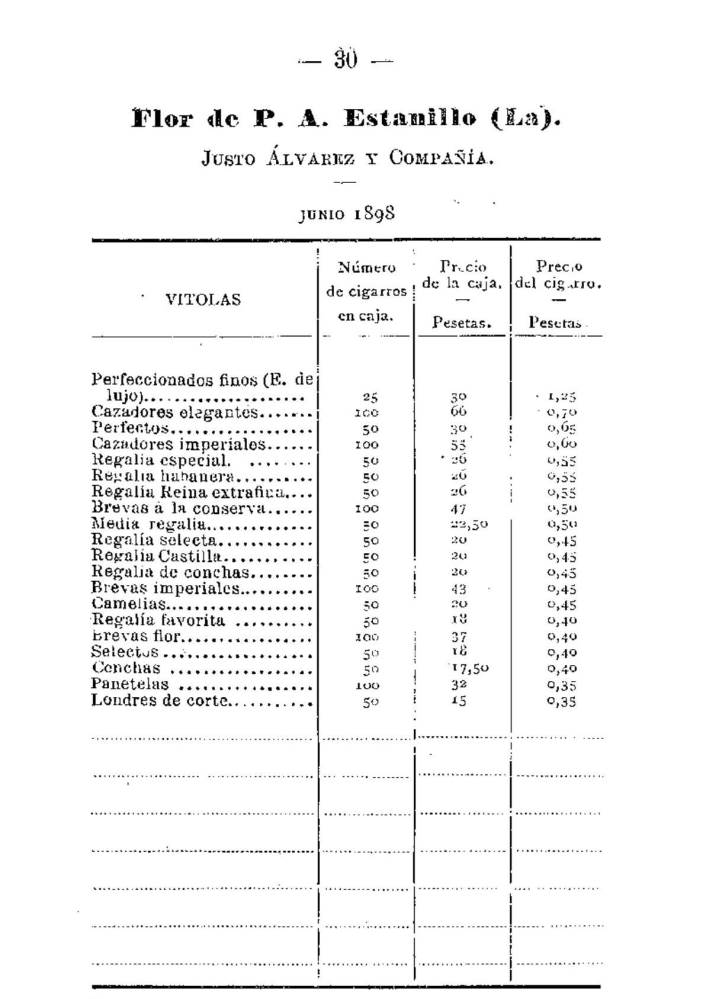 — 30 —
Flor de P. A. Estanillo (La).
Justo Álvarez y Compañía.
JUNIO 1898
VITOLAS
Número de cigarros en caja.
Precio de la caja. — Pesetas.
Precio del cigarro. — Pesetas.
Perfeccionados finos (E. de
lujo)..................... 25 30 1,25
Cazadores elegantes....... 100 66 0,70
Perfectos.................. 50 30 0,65
Cazadores imperiales...... 100 55 0,60
Regalia especial. ........ 50 26 0,55
Regalia habanera.......... 50 26 0,55
Regalia Reina extrafina.... 50 26 0,55
Brevas á la conserva...... 100 47 0,50
Media regalia.............. 50 22,50 0,50
Regalía selecta............ 50 20 0,45
Regalia Castilla........... 50 20 0,45
Regalia de conchas........ 50 20 0,45
Brevas imperiales.......... 100 43 0,45
Camelias................... 50 20 0,45
Regalía favorita .......... 50 18 0,40
Brevas flor................. 100 37 0,40
Selectos ................... 50 18 0,40
Conchas .................. 50 17,50 0,40
Panetelas ................. 100 32 0,35
Londres de corte........... 50 15 0,35